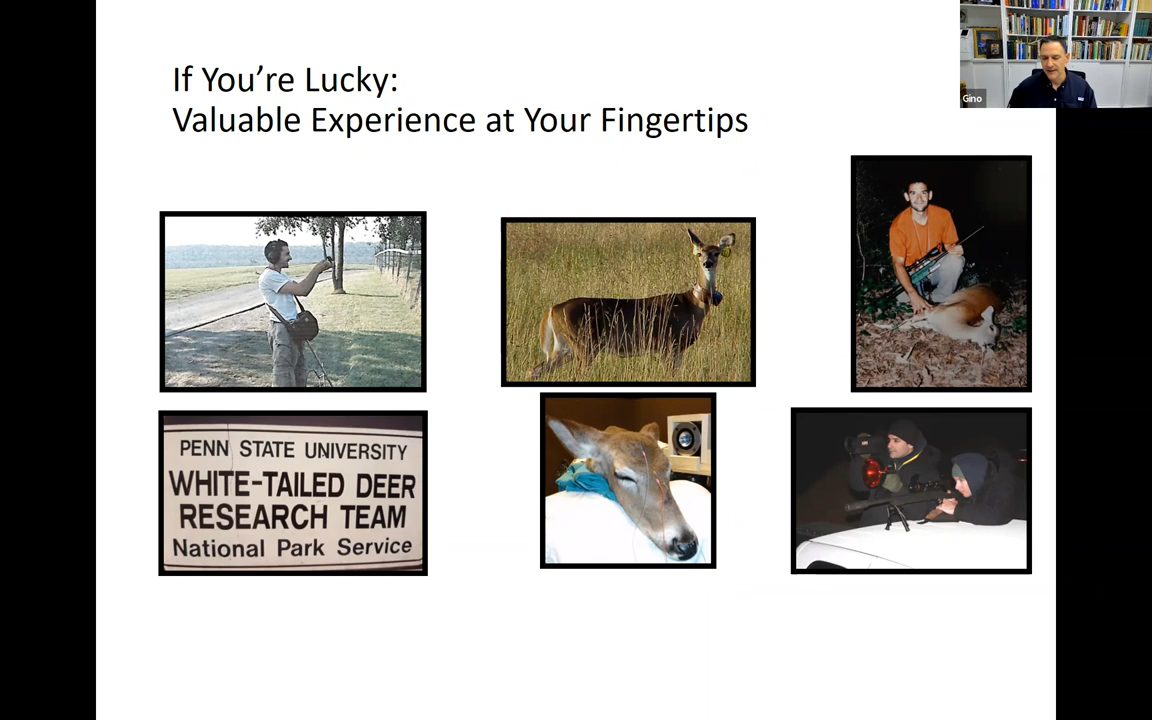 If You’re Lucky:
Valuable Experience at Your Fingertips
Gino
PENN STATE UNIVERSITY
WHITE-TAILED DEER
RESEARCH TEAM
National Park Service